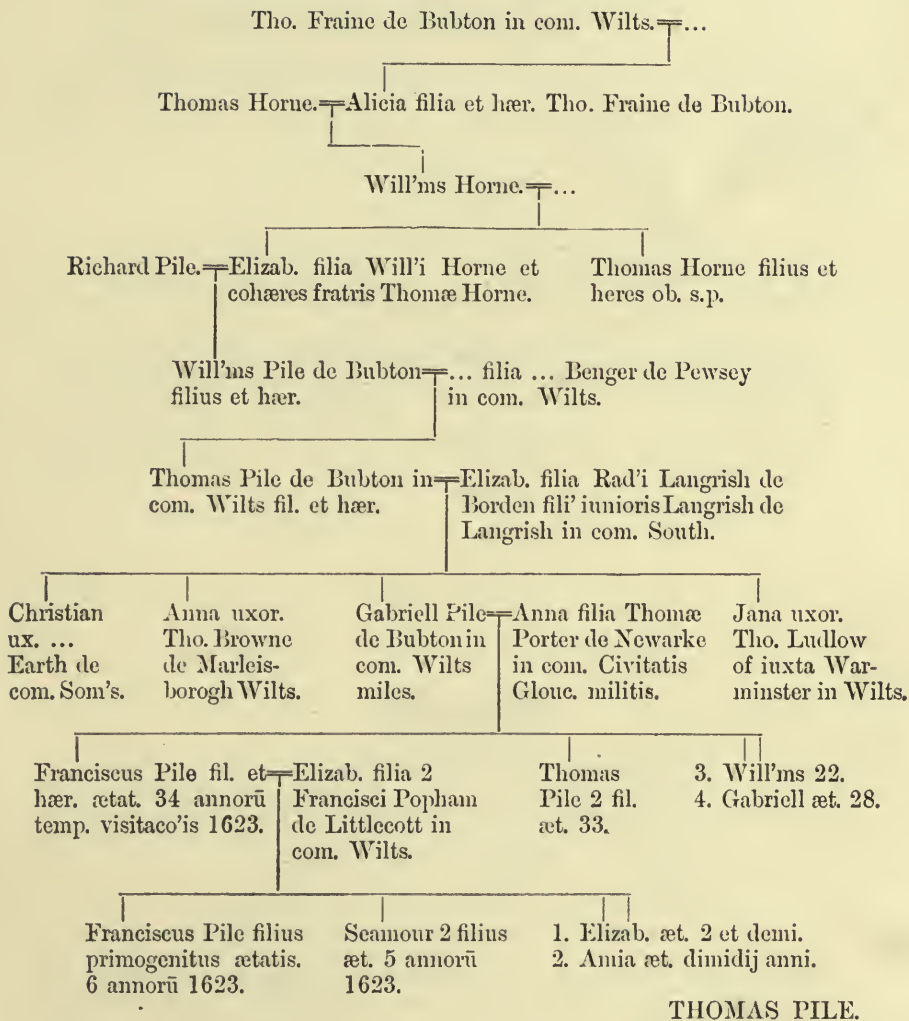 Tho. Fraine de Bubton in com. Wilts.=...
Thomas Horne.=Alicia filia et hær. Tho. Fraine de Bubton.
Will'ms Horne.=...
Richard Pile.=Elizab. filia Will'i Horne et
cohæres fratris Thomæ Horne.
Thomas Horne filius et
heres ob. s.p.
Will'ms Pile de Bubton=... filia ... Benger de Pewsey
filius et hær.
in com. Wilts.
Thomas Pile de Bubton in=Elizab. filia Rad'i Langrish de
com. Wilts fil. et hær.
Borden fili' iunioris Langrish de
Langrish in com. South.
Christian
ux. ...
Earth de
com. Som's.
Anna uxor.
Tho. Browne
de Marleis-
borogh Wilts.
Gabriell Pile=
de Bubton in
com. Wilts
miles.
Anna filia Thomæ
Porter de Newarke
in com. Civitatis
Glouc. militis.
Jana uxor.
Tho. Ludlow
of iuxta War-
minster in Wilts.
Franciscus Pile fil. et=
hær. ætat. 34 annorū
temp. visitaco'is 1623.
Elizab. filia 2
Francisci Popham
de Littlecott in
com. Wilts.
Thomas
Pile 2 fil.
æt. 33.
3. Will'ms 22.
4. Gabriell æt. 28.
Franciscus Pile filius
primogenitus ætatis.
6 annorū 1623.
Seamour 2 filius
æt. 5 annorū
1623.
1. Elizab. æt. 2 et demi.
2. Amia æt. dimidij anni.
THOMAS PILE.